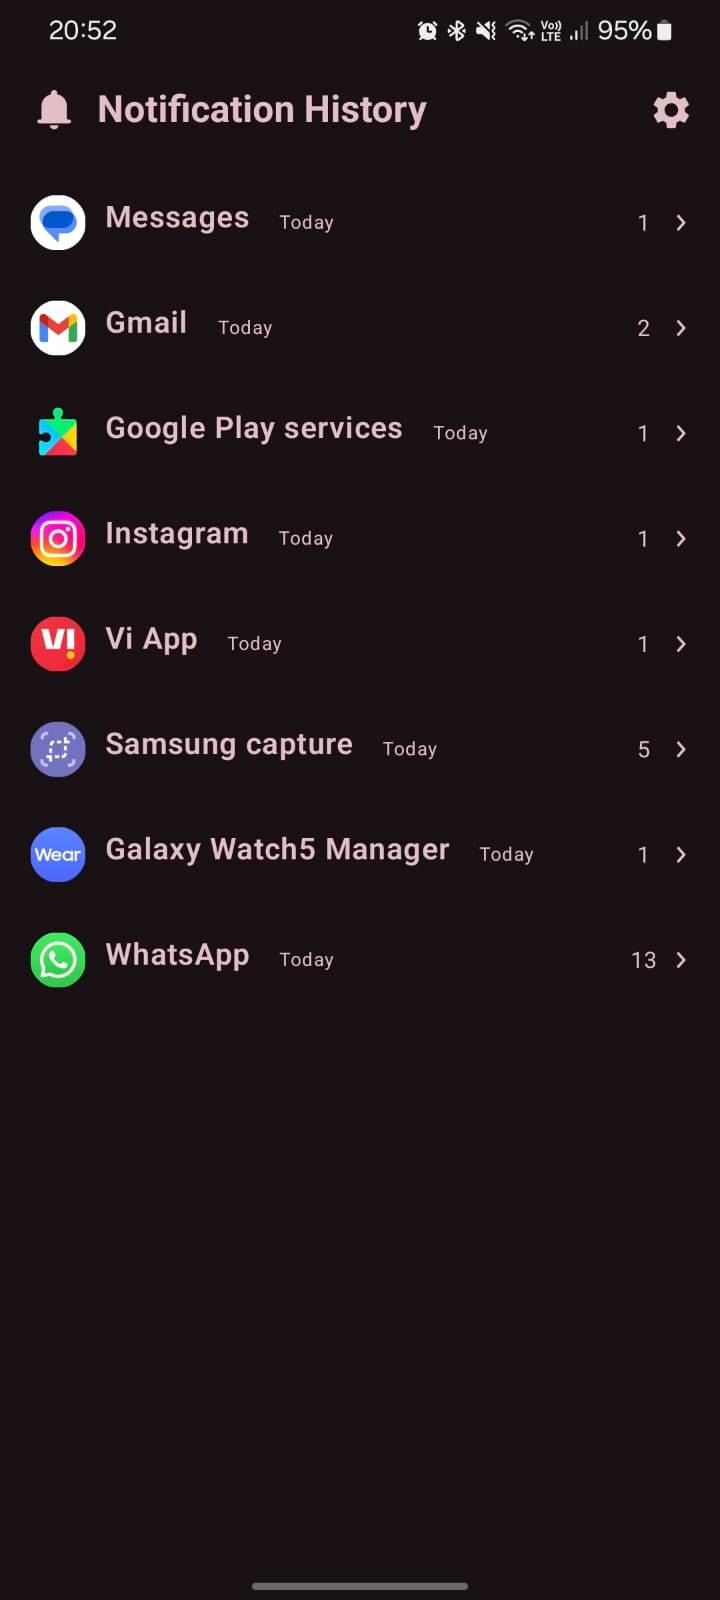 20:52 Vo)) LTE 95%
Notification History
Messages Today 1
Gmail Today 2
Google Play services Today 1
Instagram Today 1
VI Vi App Today 1
Samsung capture Today 5
Wear Galaxy Watch5 Manager Today 1
WhatsApp Today 13